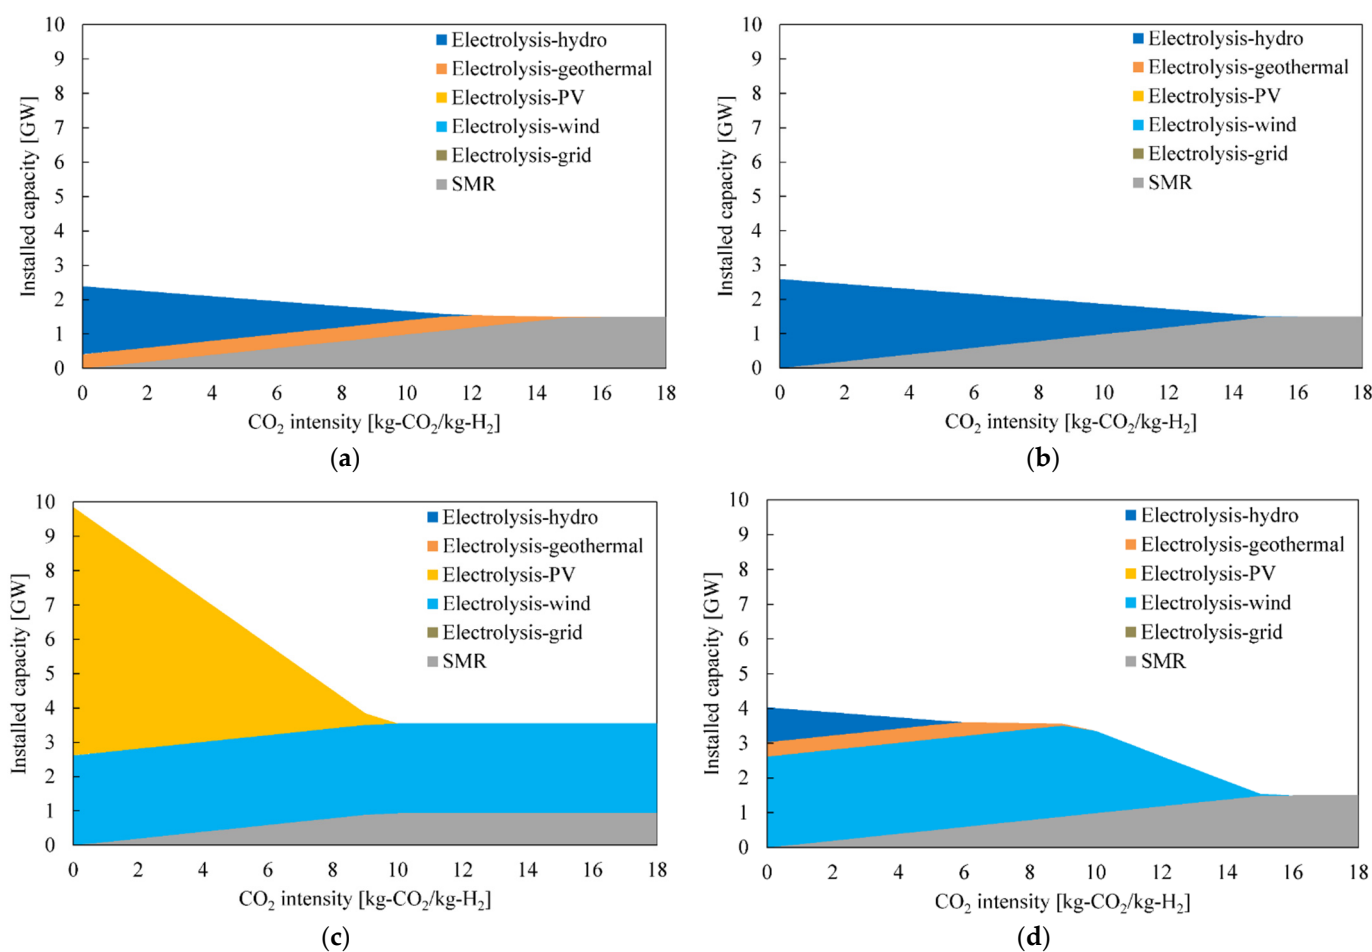 10
9
8
7
6
5
4
3
2
1
0
Installed capacity [GW]
Electrolysis-hydro
Electrolysis-geothermal
Electrolysis-PV
Electrolysis-wind
Electrolysis-grid
SMR
0 2 4 6 8 10 12 14 16 18
CO₂ intensity [kg-CO₂/kg-H₂]
(a)
10
9
8
7
6
5
4
3
2
1
0
Installed capacity [GW]
Electrolysis-hydro
Electrolysis-geothermal
Electrolysis-PV
Electrolysis-wind
Electrolysis-grid
SMR
0 2 4 6 8 10 12 14 16 18
CO₂ intensity [kg-CO₂/kg-H₂]
(b)
10
9
8
7
6
5
4
3
2
1
0
Installed capacity [GW]
Electrolysis-hydro
Electrolysis-geothermal
Electrolysis-PV
Electrolysis-wind
Electrolysis-grid
SMR
0 2 4 6 8 10 12 14 16 18
CO₂ intensity [kg-CO₂/kg-H₂]
(c)
10
9
8
7
6
5
4
3
2
1
0
Installed capacity [GW]
Electrolysis-hydro
Electrolysis-geothermal
Electrolysis-PV
Electrolysis-wind
Electrolysis-grid
SMR
0 2 4 6 8 10 12 14 16 18
CO₂ intensity [kg-CO₂/kg-H₂]
(d)